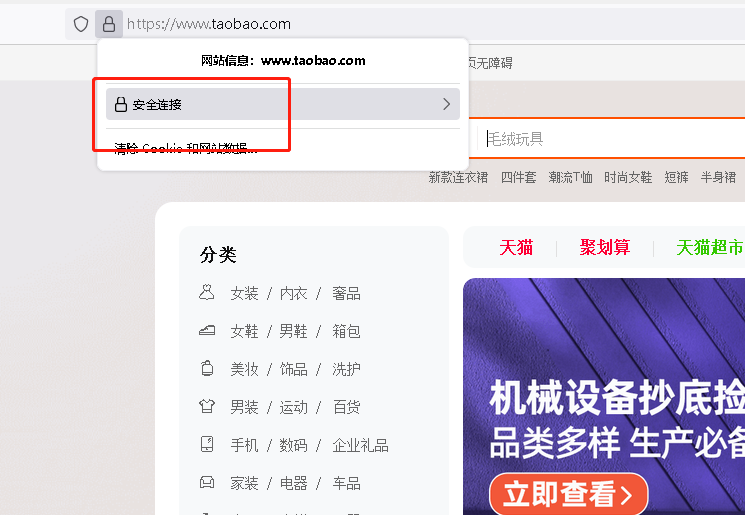 https://www.taobao.com
网站信息：www.taobao.com
页无障碍
安全连接
毛绒玩具
清除 Cookie 和网站数据...
新款连衣裙 四件套 潮流T恤 时尚女鞋 短裤 半身裙
分类
天猫 聚划算 天猫超市
女装 / 内衣 / 奢品
女鞋 / 男鞋 / 箱包
美妆 / 饰品 / 洗护
男装 / 运动 / 百货
手机 / 数码 / 企业礼品
家装 / 电器 / 车品
机械设备抄底捡
品类多样 生产必备
立即查看